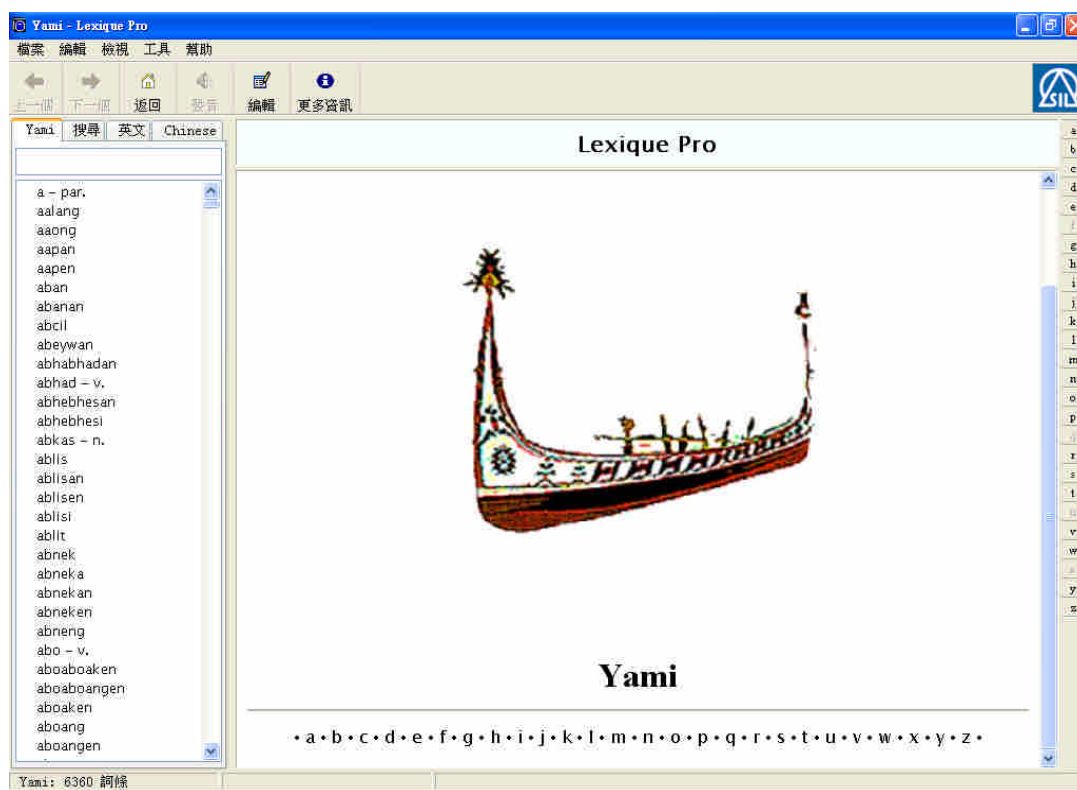 Yami - Lexique Pro
檔案 編輯 檢視 工具 幫助
上一個 下一個 返回 發音 編輯 更多資訊
SIL
Yami 搜尋 英文 Chinese
Lexique Pro
a – par.
aalang
aaong
aapan
aapen
aban
abanan
abcil
abeywan
abhabhadan
abhad – v.
abhebhesan
abhebhesi
abkas – n.
ablis
ablisan
ablisen
ablisi
ablit
abnek
abneka
abnekan
abneken
abneng
abo – v.
aboaboaken
aboaboangen
aboaken
aboang
aboangen
Yami
• a • b • c • d • e • f • g • h • i • j • k • l • m • n • o • p • q • r • s • t • u • v • w • x • y • z •
a
b
c
d
e
f
g
h
i
j
k
l
m
n
o
p
q
r
s
t
u
v
w
x
y
z
Yami: 6360 詞條